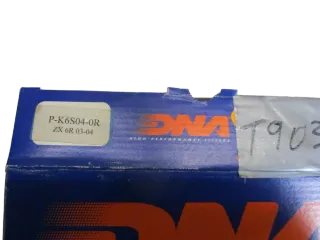 P-K6S04-0R
ZX 6R 03-04
DNA
HIGH PERFORMANCE FILTERS
T903
DNA